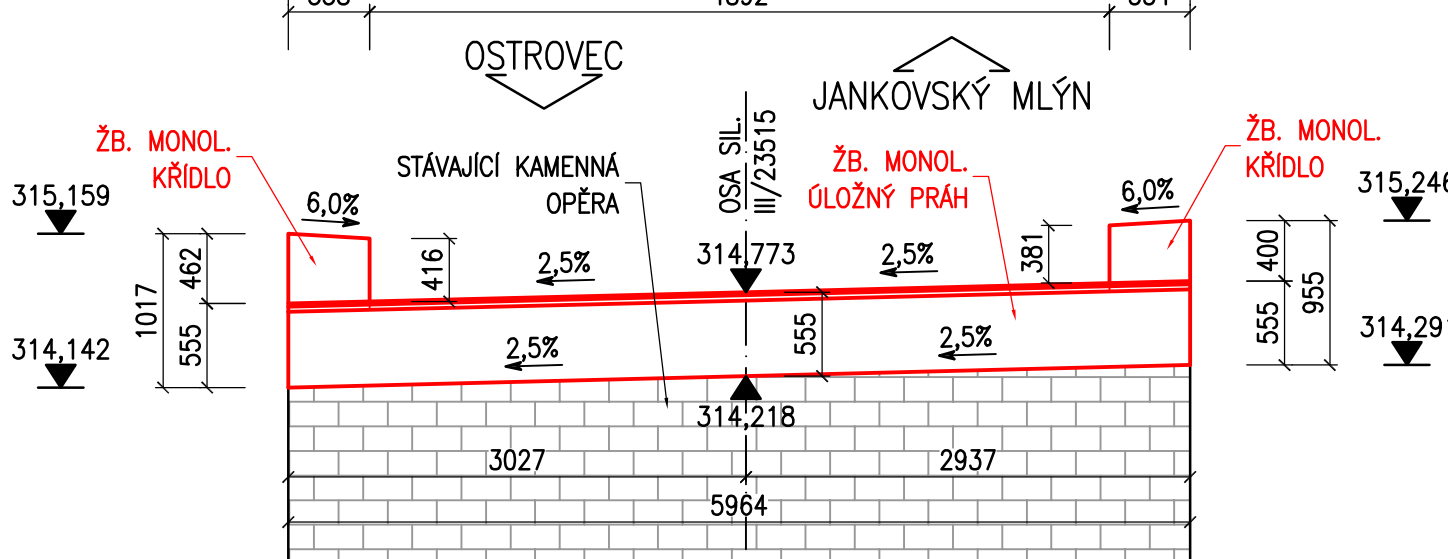 OSTROVEC
JANKOVSKÝ MLÝN
ŽB. MONOL.
KŘÍDLO
STÁVAJÍCÍ KAMENNÁ
OPĚRA
OSA SIL.
III/23515
ŽB. MONOL.
ÚLOŽNÝ PRÁH
ŽB. MONOL.
KŘÍDLO
315,159
6,0%
6,0%
315,246
314,773
2,5%
2,5%
416
381
462
1017
555
400
555
955
314,142
2,5%
555
2,5%
314,291
314,218
3027
2937
5964